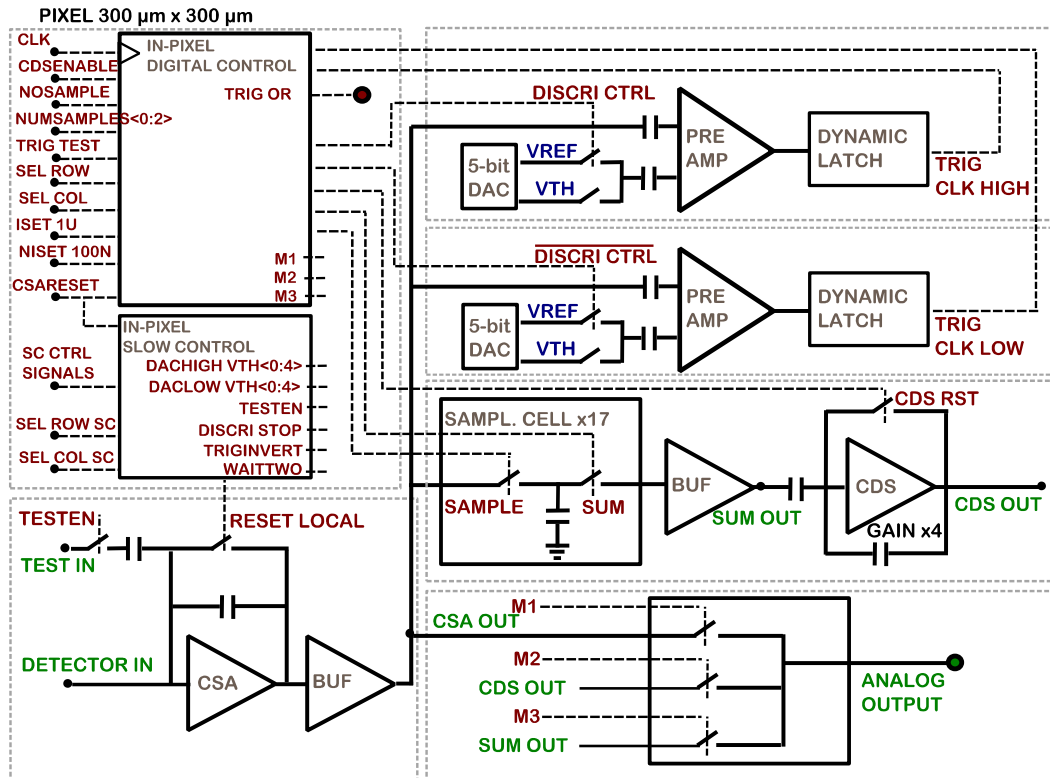 PIXEL 300 µm x 300 µm
CLK
CDSENABLE
NOSAMPLE
NUMSAMPLES<0:2>
TRIG TEST
SEL ROW
SEL COL
ISET 1U
NISET 100N
CSARESET
IN-PIXEL
DIGITAL CONTROL
TRIG OR
M1
M2
M3
SC CTRL
SIGNALS
SEL ROW SC
SEL COL SC
IN-PIXEL
SLOW CONTROL
DACHIGH VTH<0:4>
DACLOW VTH<0:4>
TESTEN
DISCRI STOP
TRIGINVERT
WAITTWO
DISCRI CTRL
5-bit
DAC
VREF
VTH
PRE
AMP
DYNAMIC
LATCH
TRIG
CLK HIGH
DISCRI CTRL
5-bit
DAC
VREF
VTH
PRE
AMP
DYNAMIC
LATCH
TRIG
CLK LOW
SAMPL. CELL x17
SAMPLE
SUM
BUF
SUM OUT
CDS RST
CDS
GAIN x4
CDS OUT
TESTEN
TEST IN
RESET LOCAL
DETECTOR IN
CSA
BUF
M1
CSA OUT
M2
CDS OUT
M3
SUM OUT
ANALOG
OUTPUT